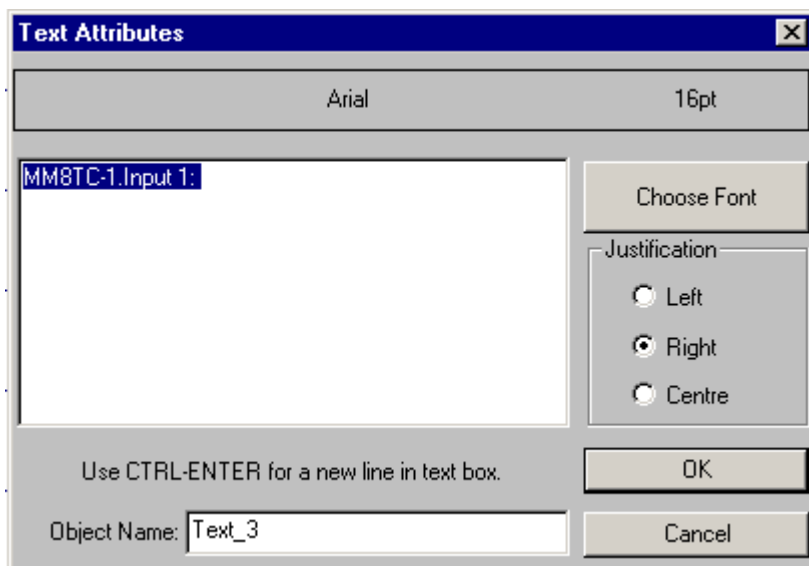 Text Attributes
Arial 16pt
MM8TC-1.Input 1:
Choose Font
Justification
Left
Right
Centre
Use CTRL-ENTER for a new line in text box.
OK
Object Name: Text_3
Cancel